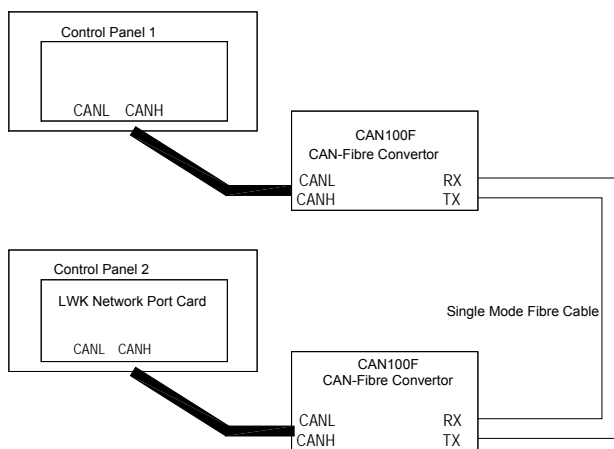 Control Panel 1
CANL CANH
CAN100F
CAN-Fibre Convertor
CANL RX
CANH TX
Control Panel 2
LWK Network Port Card
CANL CANH
Single Mode Fibre Cable
CAN100F
CAN-Fibre Convertor
CANL RX
CANH TX